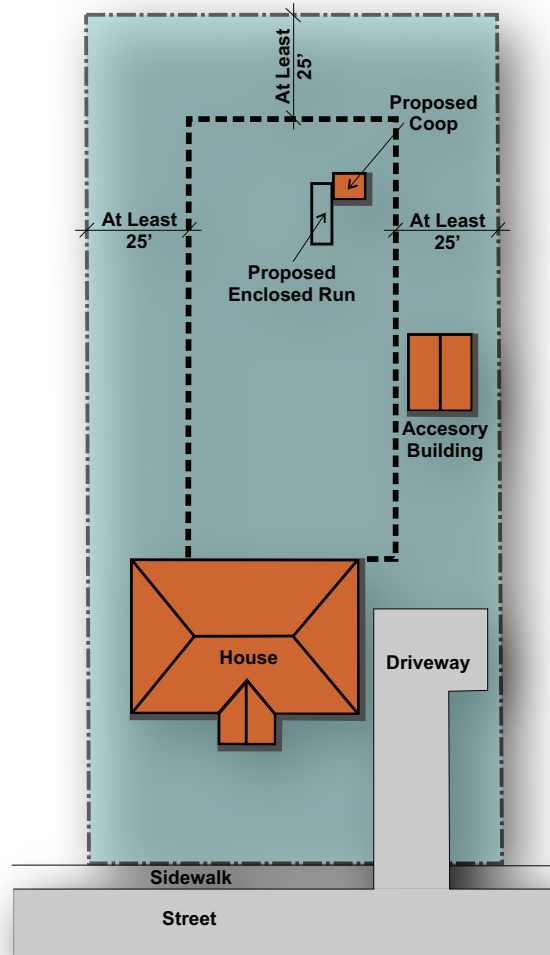 At Least
25'
Proposed
Coop
At Least
25'
At Least
25'
Proposed
Enclosed Run
Accesory
Building
House
Driveway
Sidewalk
Street